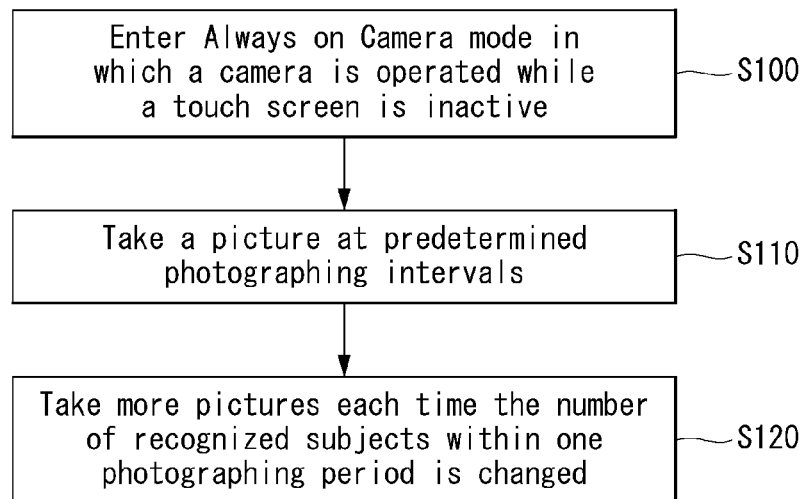 Enter Always on Camera mode in
which a camera is operated while
a touch screen is inactive
S100
Take a picture at predetermined
photographing intervals
S110
Take more pictures each time the number
of recognized subjects within one
photographing period is changed
S120